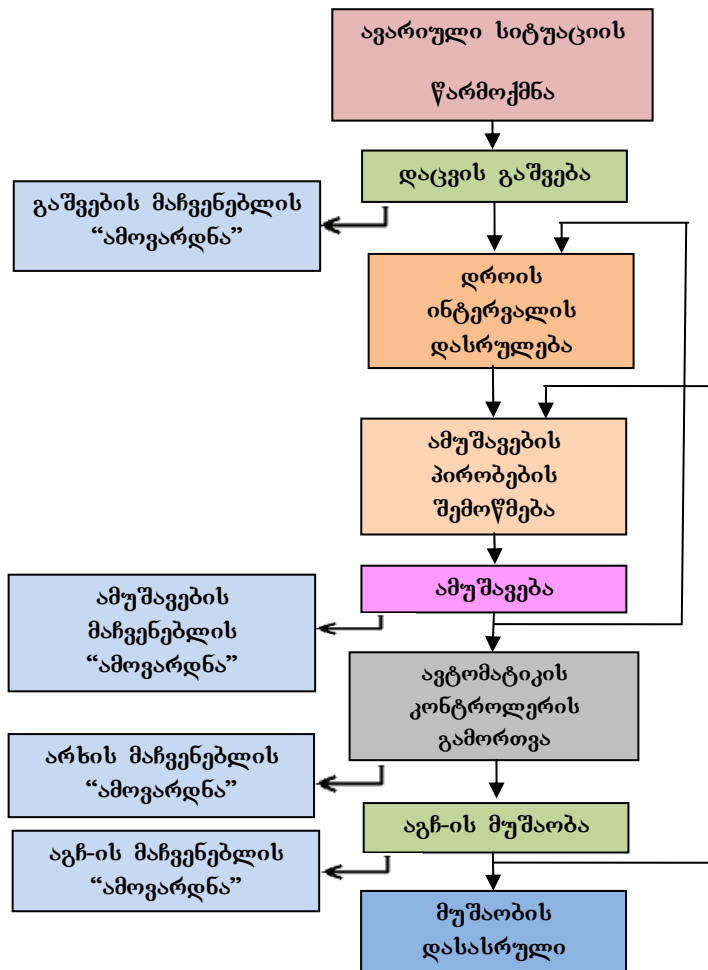 ავარიული სიტუაციის
წარმოქმნა
დაცვის გაშვება
გაშვების მაჩვენებლის
“ამოვარდნა”
დროის
ინტერვალის
დასრულება
ამუშავების
პირობების
შემოწმება
ამუშავება
ამუშავების
მაჩვენებლის
“ამოვარდნა”
ავტომატიკის
კონტროლერის
გამორთვა
არხის მაჩვენებლის
“ამოვარდნა”
აგჩ-ის მუშაობა
აგჩ-ის მაჩვენებლის
“ამოვარდნა”
მუშაობის
დასასრული